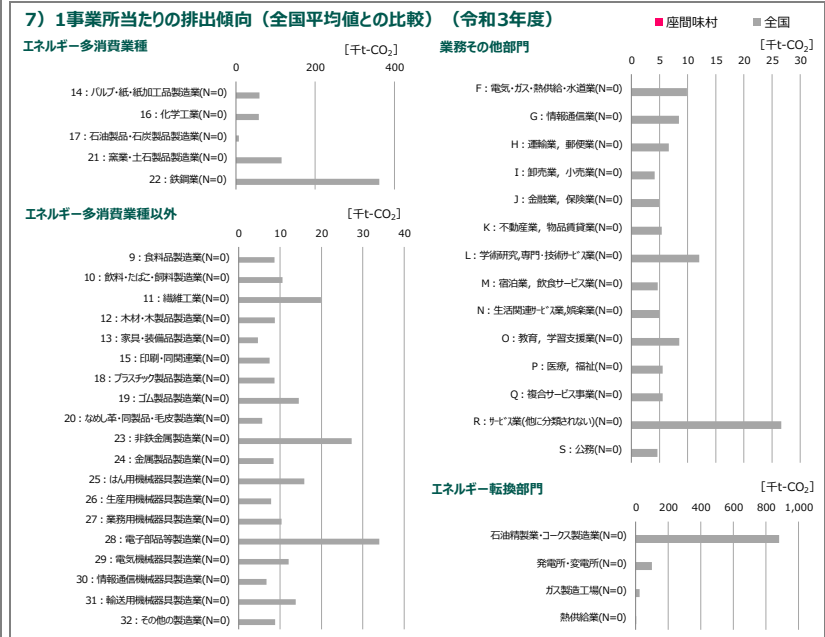 7）1事業所当たりの排出傾向（全国平均値との比較）（令和3年度）
■座間味村 ■全国
エネルギー多消費業種
[千t-CO₂]
0 200 400
14：パルプ・紙・紙加工品製造業(N=0)
16：化学工業(N=0)
17：石油製品・石炭製品製造業(N=0)
21：窯業・土石製品製造業(N=0)
22：鉄鋼業(N=0)
エネルギー多消費業種以外
[千t-CO₂]
0 10 20 30 40
9：食料品製造業(N=0)
10：飲料・たばこ・飼料製造業(N=0)
11：繊維工業(N=0)
12：木材・木製品製造業(N=0)
13：家具・装備品製造業(N=0)
15：印刷・同関連業(N=0)
18：プラスチック製品製造業(N=0)
19：ゴム製品製造業(N=0)
20：なめし革・同製品・毛皮製造業(N=0)
23：非鉄金属製造業(N=0)
24：金属製品製造業(N=0)
25：はん用機械器具製造業(N=0)
26：生産用機械器具製造業(N=0)
27：業務用機械器具製造業(N=0)
28：電子部品等製造業(N=0)
29：電気機械器具製造業(N=0)
30：情報通信機械器具製造業(N=0)
31：輸送用機械器具製造業(N=0)
32：その他の製造業(N=0)
業務その他部門
[千t-CO₂]
0 5 10 15 20 25 30
F：電気・ガス・熱供給・水道業(N=0)
G：情報通信業(N=0)
H：運輸業，郵便業(N=0)
I：卸売業，小売業(N=0)
J：金融業，保険業(N=0)
K：不動産業，物品賃貸業(N=0)
L：学術研究,専門・技術ｻｰﾋﾞｽ業(N=0)
M：宿泊業，飲食サービス業(N=0)
N：生活関連ｻｰﾋﾞｽ業,娯楽業(N=0)
O：教育，学習支援業(N=0)
P：医療，福祉(N=0)
Q：複合サービス事業(N=0)
R：ｻｰﾋﾞｽ業(他に分類されない)(N=0)
S：公務(N=0)
エネルギー転換部門
[千t-CO₂]
0 200 400 600 800 1,000
石油精製業・コークス製造業(N=0)
発電所・変電所(N=0)
ガス製造工場(N=0)
熱供給業(N=0)